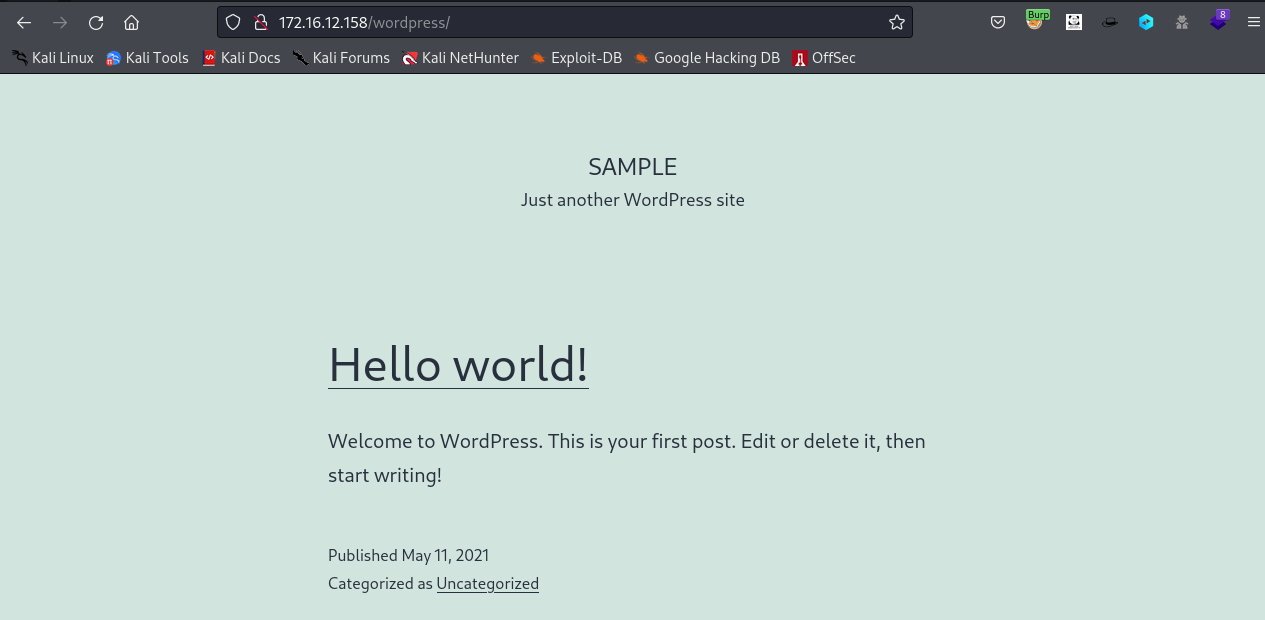 172.16.12.158/wordpress/
Burp
8
Kali Linux Kali Tools Kali Docs Kali Forums Kali NetHunter Exploit-DB Google Hacking DB OffSec
SAMPLE
Just another WordPress site
Hello world!
Welcome to WordPress. This is your first post. Edit or delete it, then
start writing!
Published May 11, 2021
Categorized as Uncategorized